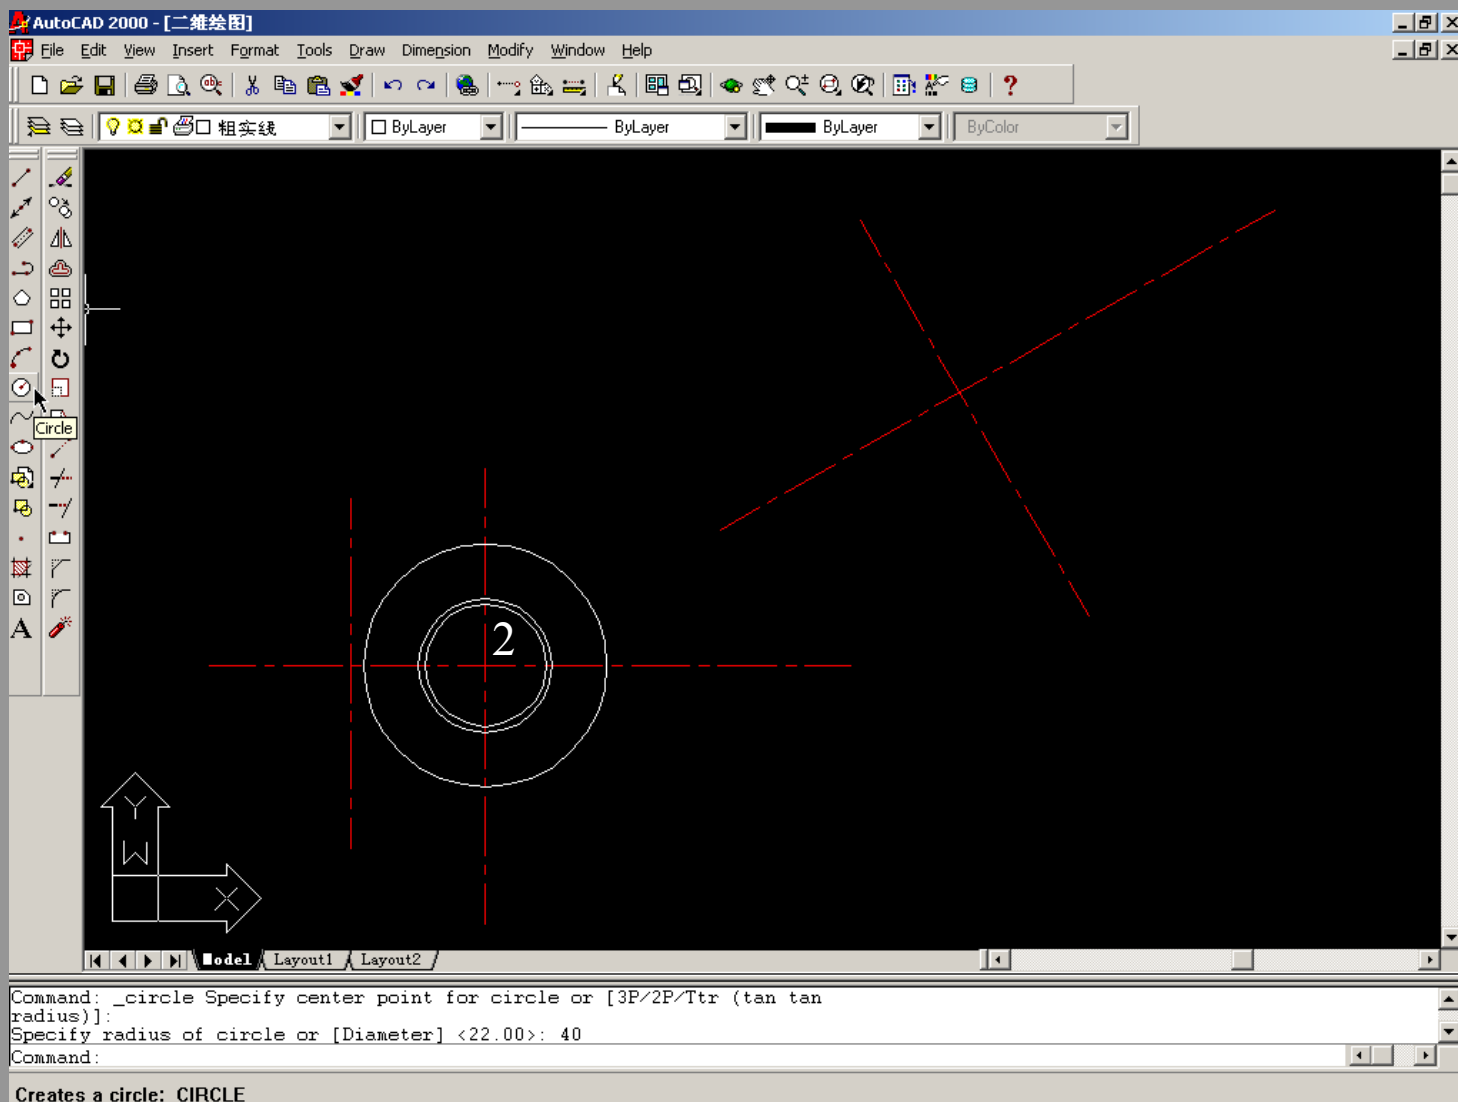 AutoCAD 2000 - [二维绘图]
File Edit View Insert Format Tools Draw Dimension Modify Window Help
粗实线 ByLayer ByLayer ByLayer ByColor
Circle
A
2
Y
W
X
Model Layout1 Layout2
Command: _circle Specify center point for circle or [3P/2P/Ttr (tan tan
radius)]:
Specify radius of circle or [Diameter] <22.00>: 40
Command:
Creates a circle: CIRCLE